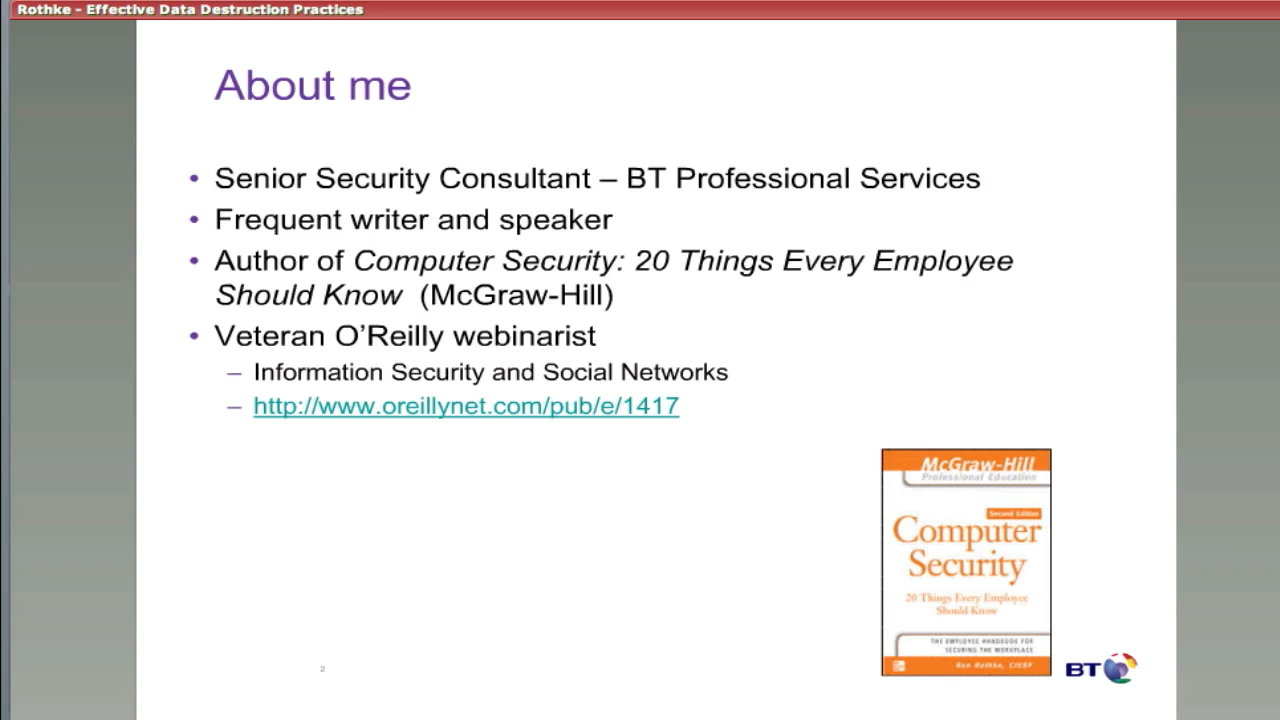 Rothke - Effective Data Destruction Practices
About me
• Senior Security Consultant – BT Professional Services
• Frequent writer and speaker
• Author of Computer Security: 20 Things Every Employee
Should Know (McGraw-Hill)
• Veteran O’Reilly webinarist
– Information Security and Social Networks
– http://www.oreillynet.com/pub/e/1417
McGraw-Hill
Professional Education
Second Edition
Computer
Security
20 Things Every Employee
Should Know
THE EMPLOYEE HANDBOOK FOR
SECURING THE WORKPLACE
Ben Rothke, CISSP
2
BT